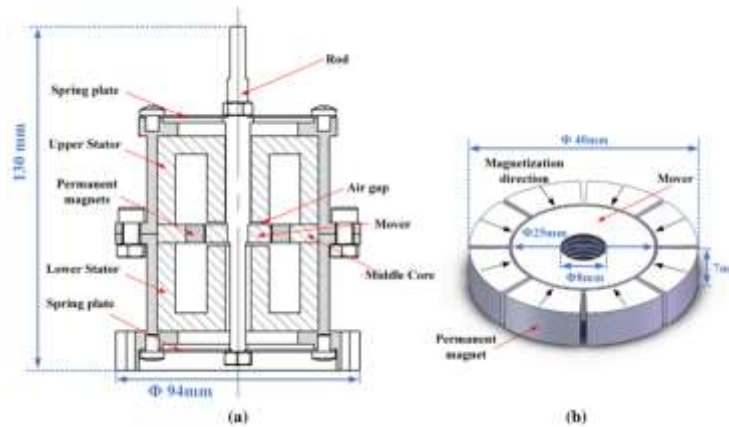 Rod
Spring plate
Upper Stator
Permanent
magnets
Air gap
Mover
Middle Core
Lower Stator
Spring plate
130 mm
Φ 94mm
(a)
Φ 40mm
Magnetization
direction
Mover
Φ25mm
Φ8mm
7m
Permanent
magnet
(b)